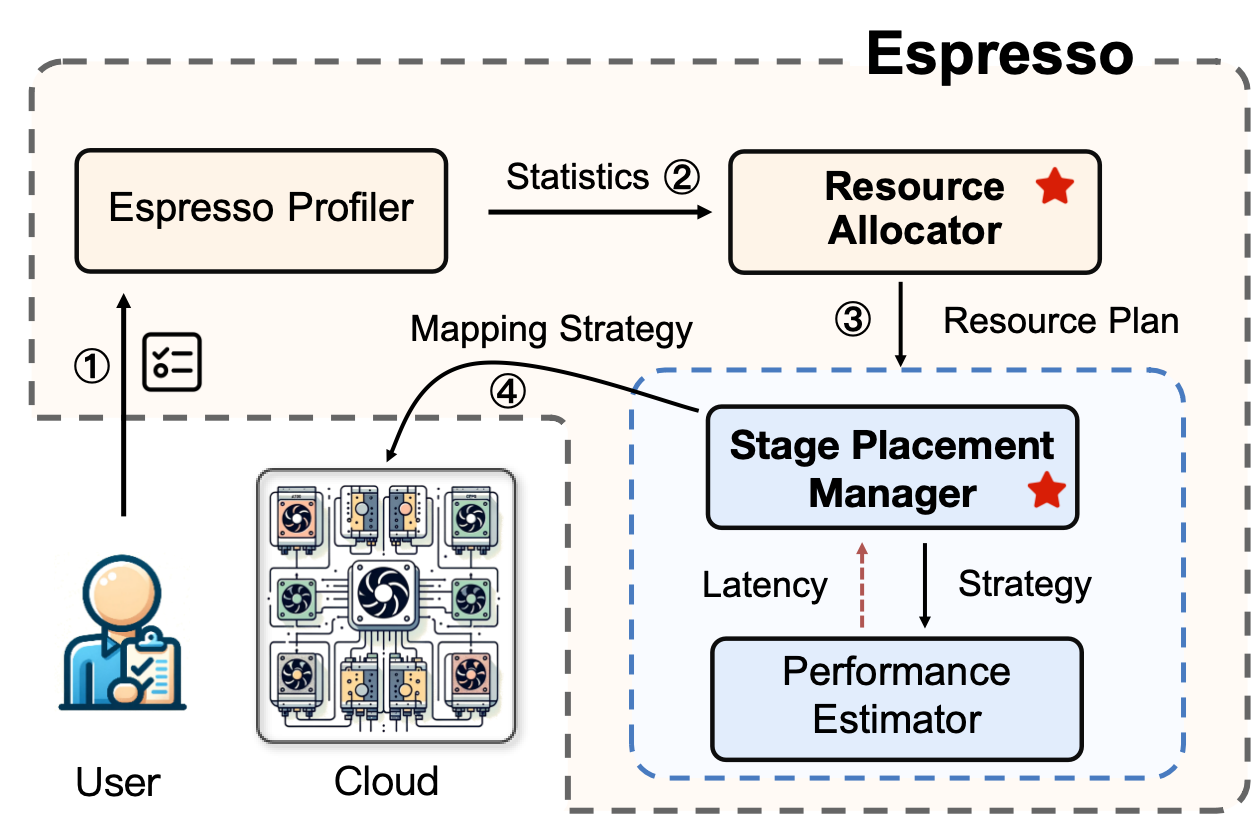 Espresso
Espresso Profiler
Statistics ②
Resource
Allocator
①
Mapping Strategy
④
③
Resource Plan
Stage Placement
Manager
Latency
Strategy
Performance
Estimator
User
Cloud